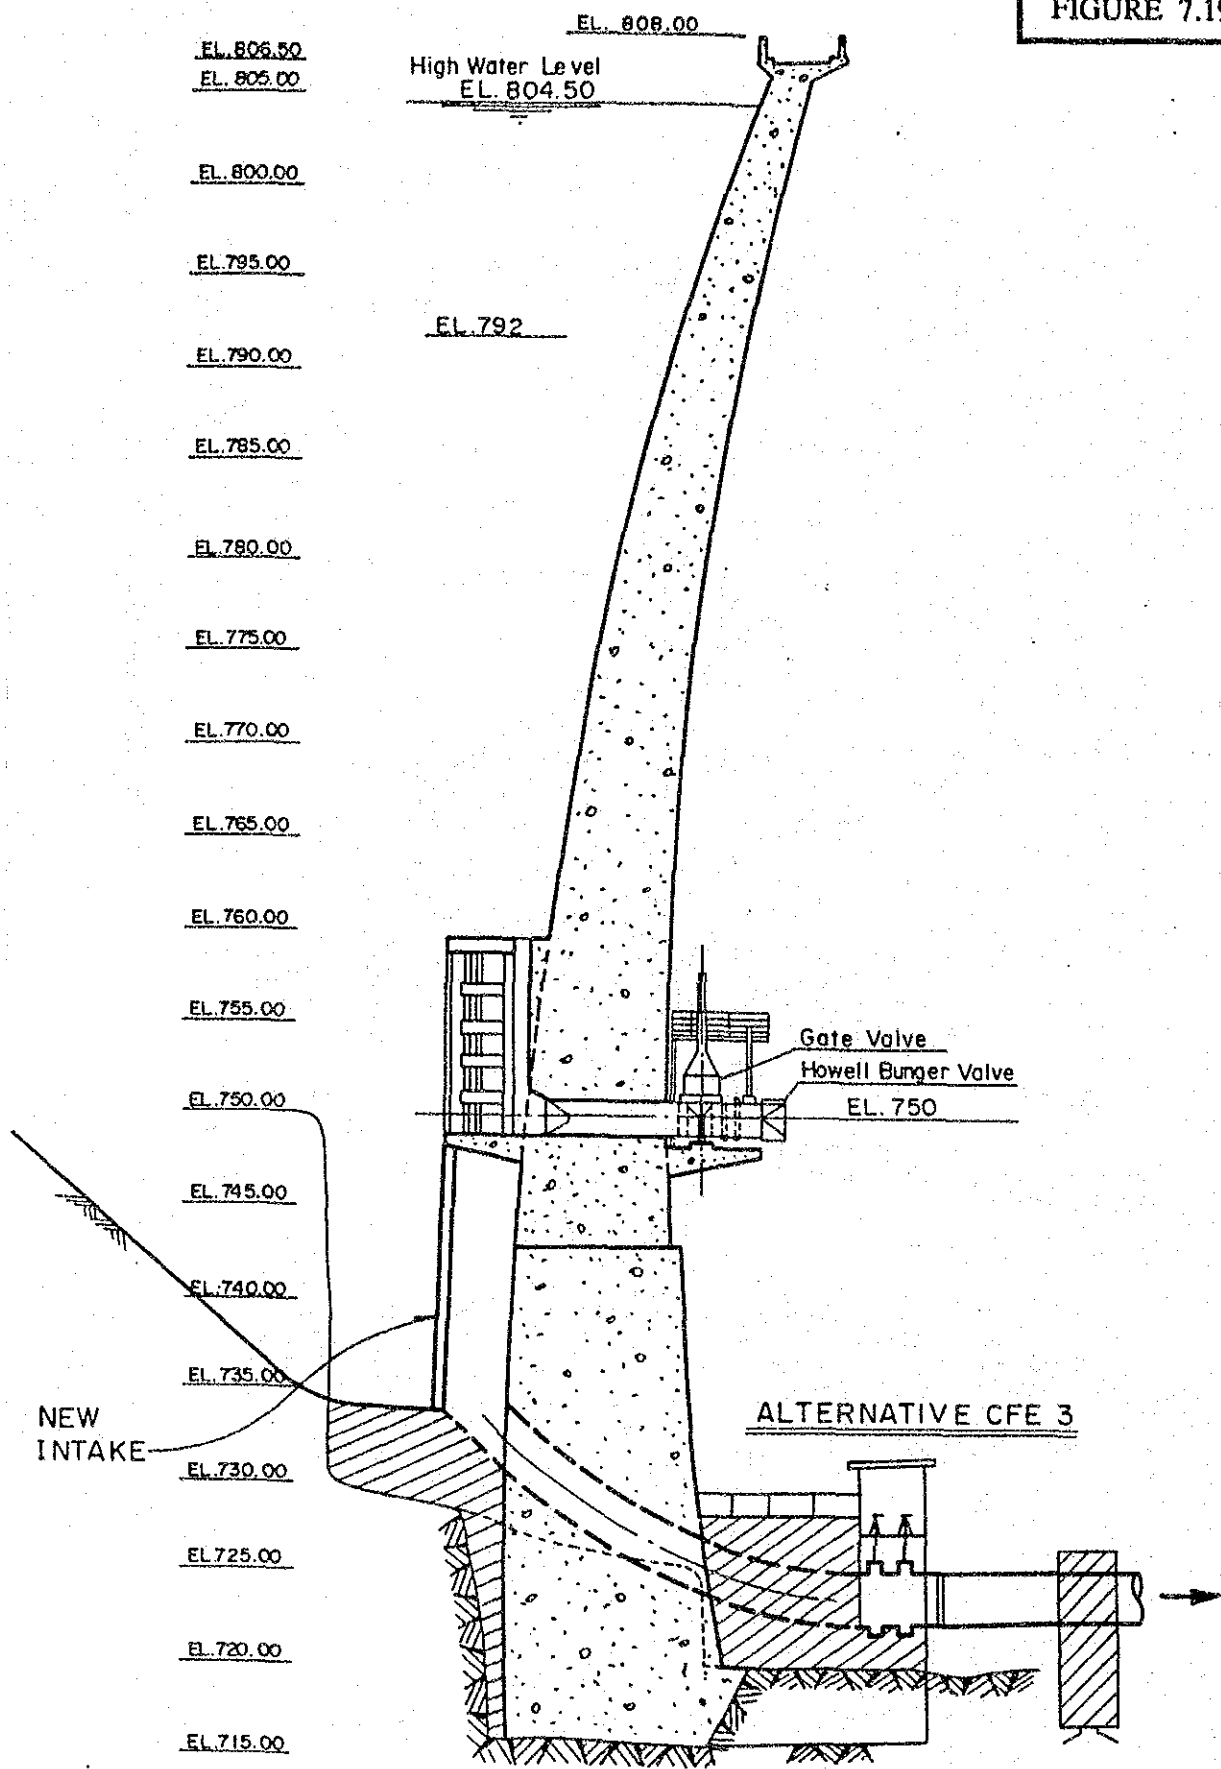 FIGURE 7.19
EL. 808.00
EL. 806.50
EL. 805.00
High Water Level
EL. 804.50
EL. 800.00
EL. 795.00
EL. 792
EL. 790.00
EL. 785.00
EL. 780.00
EL. 775.00
EL. 770.00
EL. 765.00
EL. 760.00
EL. 755.00
Gate Valve
Howell Bunger Valve
EL. 750.00
EL. 750
EL. 745.00
EL. 740.00
EL. 735.00
NEW
INTAKE
ALTERNATIVE CFE 3
EL. 730.00
EL 725.00
EL. 720.00
EL. 715.00